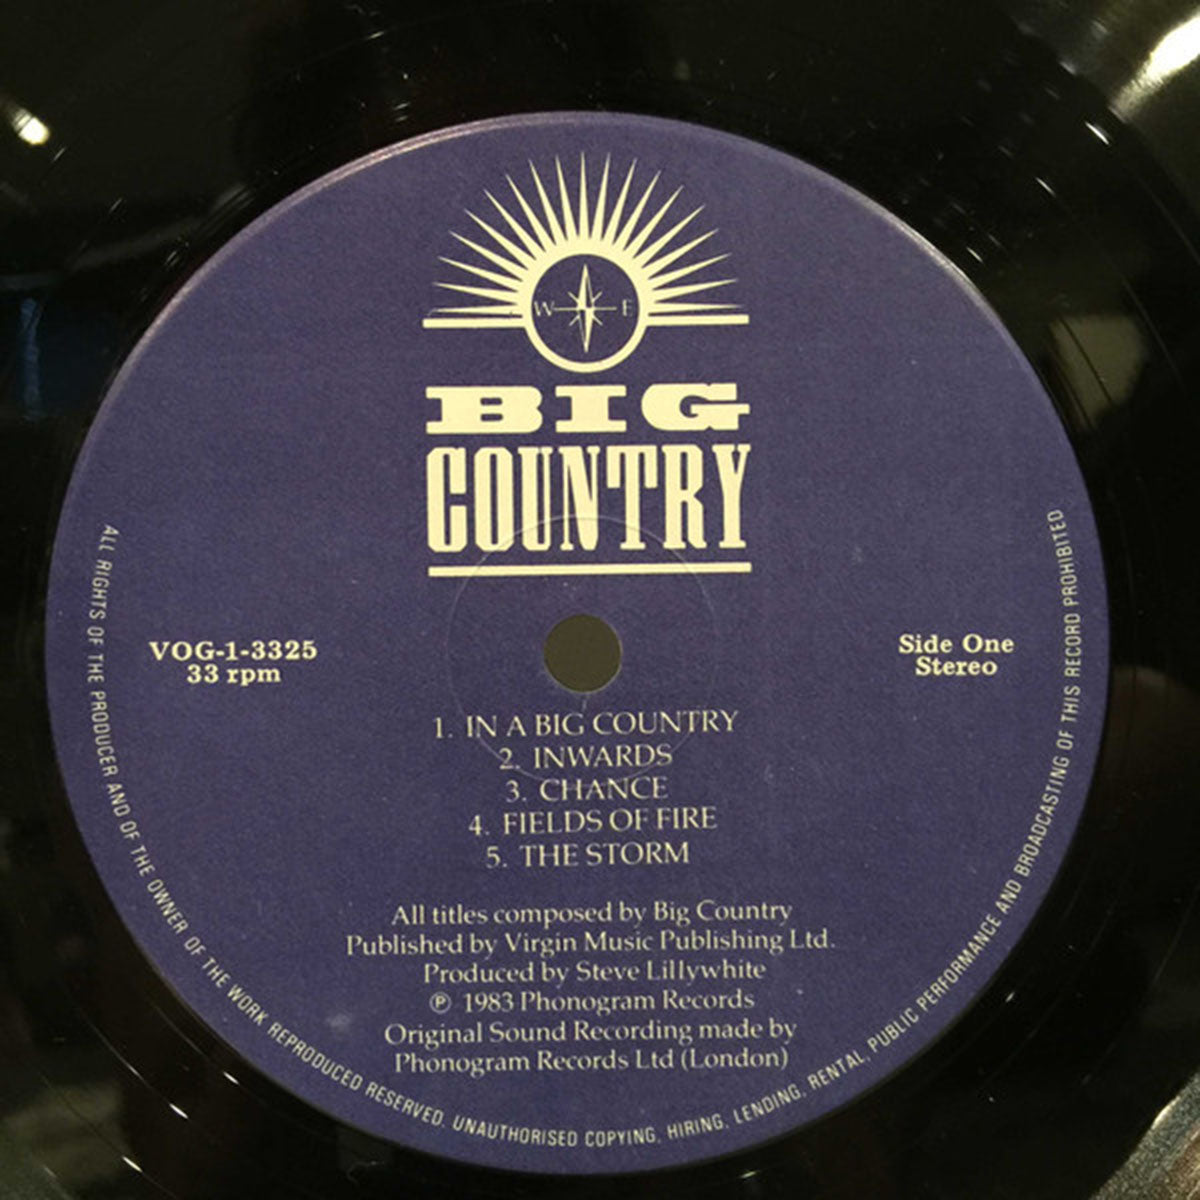 W E
BIG
COUNTRY
VOG-1-3325
33 rpm
Side One
Stereo
1. IN A BIG COUNTRY
2. INWARDS
3. CHANCE
4. FIELDS OF FIRE
5. THE STORM
All titles composed by Big Country
Published by Virgin Music Publishing Ltd.
Produced by Steve Lillywhite
℗ 1983 Phonogram Records
Original Sound Recording made by
Phonogram Records Ltd (London)
ALL RIGHTS OF THE PRODUCER AND OF THE OWNER OF THE WORK REPRODUCED RESERVED. UNAUTHORISED COPYING, HIRING, LENDING, RENTAL, PUBLIC PERFORMANCE AND BROADCASTING OF THIS RECORD PROHIBITED